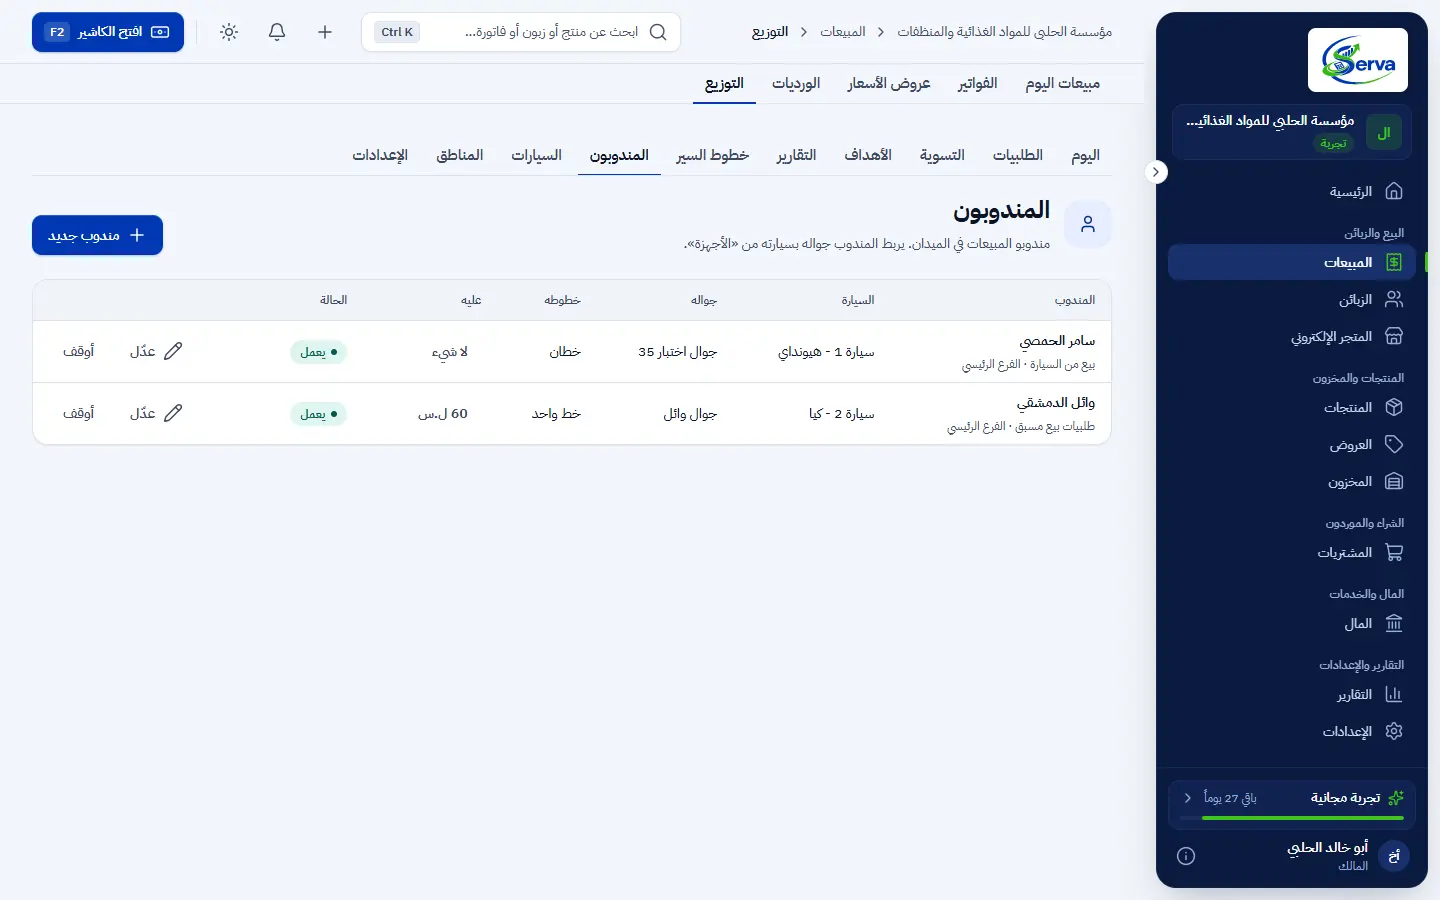 مؤسسة الحلبي للمواد الغذائية والمنظفات
المبيعات
التوزيع
ابحث عن منتج أو زبون أو فاتورة...
Ctrl K
افتح الكاشير
F2
مبيعات اليوم
الفواتير
عروض الأسعار
الورديات
التوزيع
اليوم
الطلبيات
التسوية
الأهداف
التقارير
خطوط السير
المندوبون
السيارات
المناطق
الإعدادات
المندوبون
مندوبو المبيعات في الميدان. يربط المندوب جواله بسيارته من «الأجهزة».
مندوب جديد
المندوب السيارة جواله خطوطه عليه الحالة
سامر الحمصي
بيع من السيارة · الفرع الرئيسي
سيارة 1 - هيونداي
جوال اختبار 35
خطان
لا شيء
يعمل
عدّل
أوقف
وائل الدمشقي
طلبيات بيع مسبق · الفرع الرئيسي
سيارة 2 - كيا
جوال وائل
خط واحد
60 ل.س
يعمل
عدّل
أوقف
Serva
ال
مؤسسة الحلبي للمواد الغذائي...
تجربة
الرئيسية
البيع والزبائن
المبيعات
الزبائن
المتجر الإلكتروني
المنتجات والمخزون
المنتجات
العروض
المخزون
الشراء والموردون
المشتريات
المال والخدمات
المال
التقارير والإعدادات
التقارير
الإعدادات
تجربة مجانية
باقي 27 يوماً
أخ
أبو خالد الحلبي
المالك